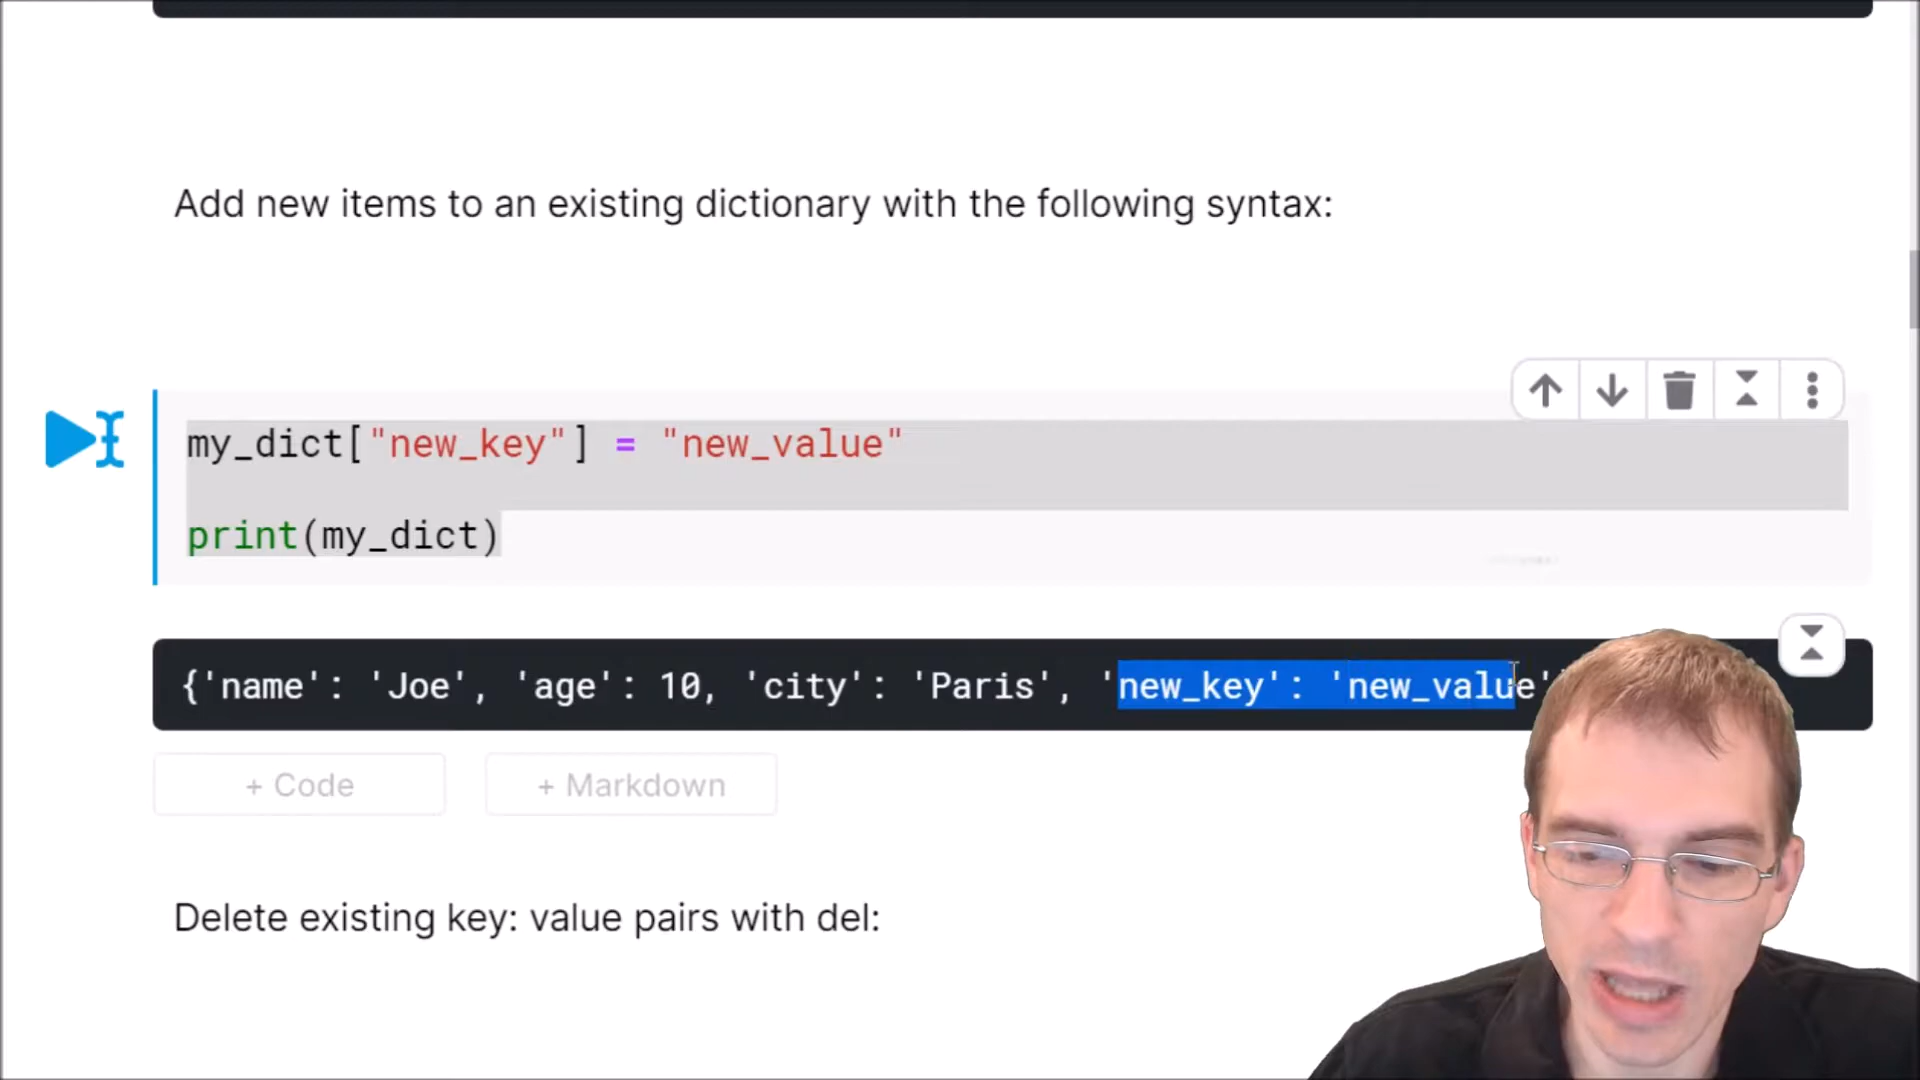 Add new items to an existing dictionary with the following syntax:
my_dict["new_key"] = "new_value"
print(my_dict)
{'name': 'Joe', 'age': 10, 'city': 'Paris', 'new_key': 'new_value'
+ Code
+ Markdown
Delete existing key: value pairs with del: